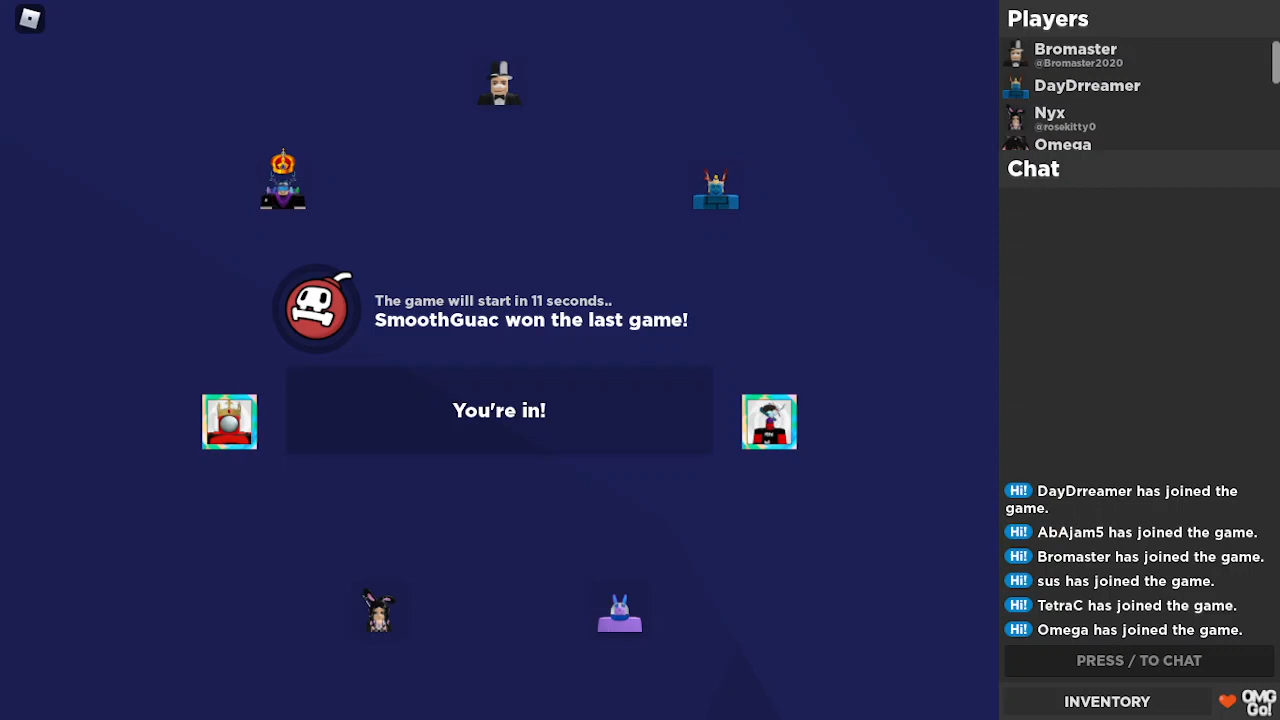 Players
Bromaster
@Bromaster2020
DayDrreamer
Nyx
@rosekitty0
Omega
Chat
The game will start in 11 seconds..
SmoothGuac won the last game!
You're in!
Hi! DayDrreamer has joined the
game.
Hi! AbAjam5 has joined the game.
Hi! Bromaster has joined the game.
Hi! sus has joined the game.
Hi! TetraC has joined the game.
Hi! Omega has joined the game.
PRESS / TO CHAT
INVENTORY
OMG
Go!